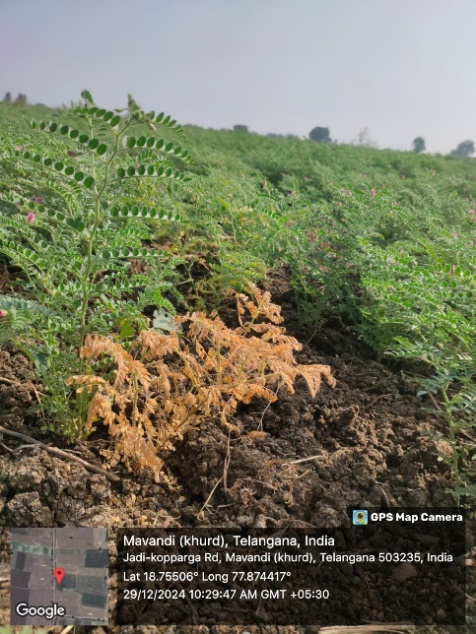 GPS Map Camera
Mavandi (khurd), Telangana, India
Jadi-kopparga Rd, Mavandi (khurd), Telangana 503235, India
Lat 18.75506° Long 77.874417°
29/12/2024 10:29:47 AM GMT +05:30
Google